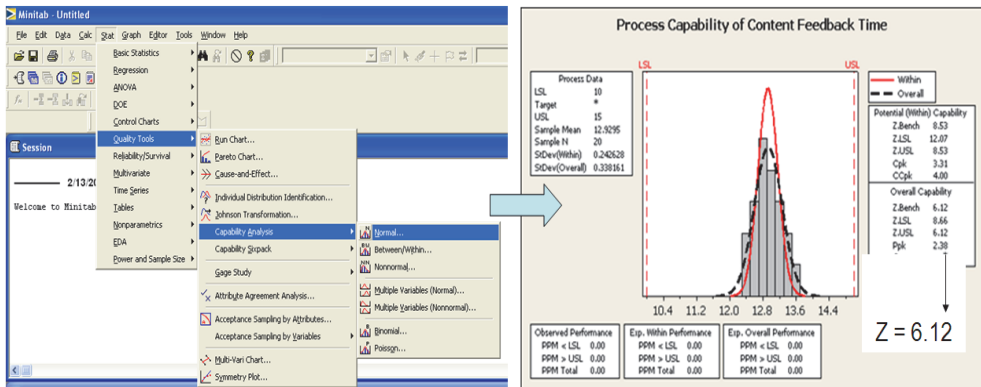 Minitab - Untitled
File Edit Data Calc Stat Graph Editor Tools Window Help
Basic Statistics
Regression
ANOVA
DOE
Control Charts
Quality Tools
Reliability/Survival
Multivariate
Time Series
Tables
Nonparametrics
EDA
Power and Sample Size
Run Chart...
Pareto Chart...
Cause-and-Effect...
Individual Distribution Identification...
Johnson Transformation...
Capability Analysis
Capability Sixpack
Gage Study
Attribute Agreement Analysis...
Acceptance Sampling by Attributes...
Acceptance Sampling by Variables
Multi-Vari Chart...
Symmetry Plot...
Normal...
Between/Within...
Nonnormal...
Multiple Variables (Normal)...
Multiple Variables (Nonnormal)...
Binomial...
Poisson...
Session
2/13/20
Welcome to Minitab
Process Capability of Content Feedback Time
LSL USL
Process Data
LSL 10
Target *
USL 15
Sample Mean 12.9295
Sample N 20
StDev(Within) 0.242628
StDev(Overall) 0.338161
Within
Overall
Potential (Within) Capability
Z.Bench 8.53
Z.LSL 12.07
Z.USL 8.53
Cpk 3.31
CCpk 4.00
Overall Capability
Z.Bench 6.12
Z.LSL 8.66
Z.USL 6.12
Ppk 2.38
10.4 11.2 12.0 12.8 13.6 14.4
Z = 6.12
Observed Performance
PPM < LSL 0.00
PPM > USL 0.00
PPM Total 0.00
Exp. Within Performance
PPM < LSL 0.00
PPM > USL 0.00
PPM Total 0.00
Exp. Overall Performance
PPM < LSL 0.00
PPM > USL 0.00
PPM Total 0.00